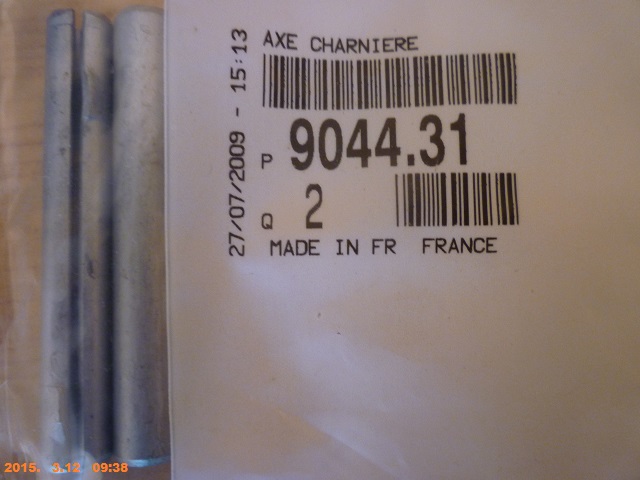 AXE CHARNIERE
27/07/2009 - 15:13
P 9044.31
Q 2
MADE IN FR FRANCE
2015. 3.12 09:38